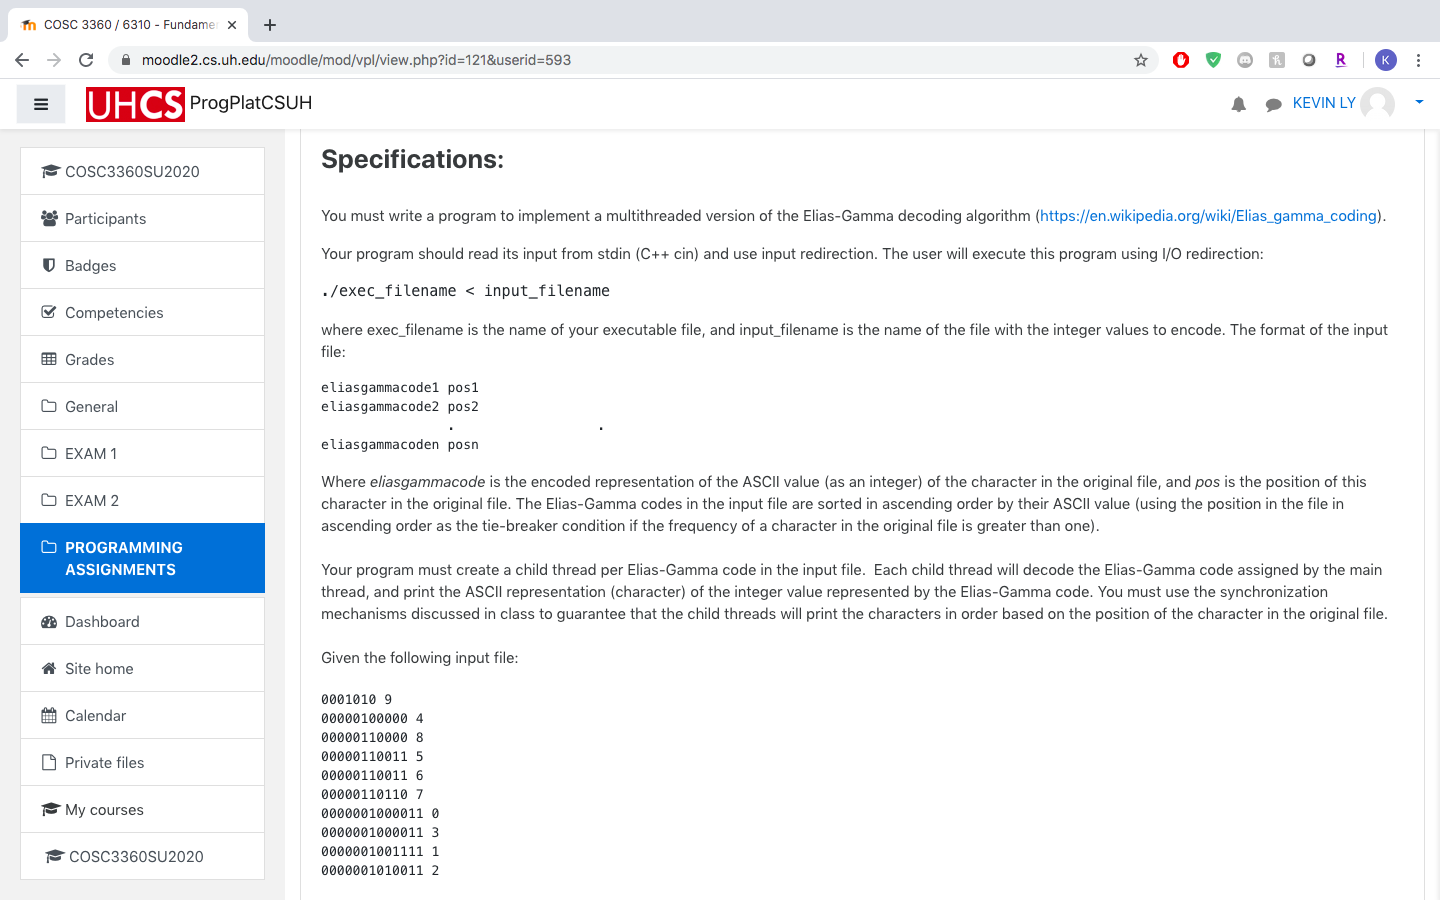 COSC 3360 / 6310 - Fundame
moodle2.cs.uh.edu/moodle/mod/vpl/view.php?id=121&userid=593
R
K
UHCS ProgPlatCSUH
KEVIN LY
COSC3360SU2020
Participants
Badges
Competencies
Grades
General
EXAM 1
EXAM 2
PROGRAMMING
ASSIGNMENTS
Dashboard
Site home
Calendar
Private files
My courses
COSC3360SU2020
Specifications:
You must write a program to implement a multithreaded version of the Elias-Gamma decoding algorithm (https://en.wikipedia.org/wiki/Elias_gamma_coding).
Your program should read its input from stdin (C++ cin) and use input redirection. The user will execute this program using I/O redirection:
./exec_filename < input_filename
where exec_filename is the name of your executable file, and input_filename is the name of the file with the integer values to encode. The format of the input
file:
eliasgammacode1 pos1
eliasgammacode2 pos2
. .
eliasgammacoden posn
Where eliasgammacode is the encoded representation of the ASCII value (as an integer) of the character in the original file, and pos is the position of this
character in the original file. The Elias-Gamma codes in the input file are sorted in ascending order by their ASCII value (using the position in the file in
ascending order as the tie-breaker condition if the frequency of a character in the original file is greater than one).
Your program must create a child thread per Elias-Gamma code in the input file. Each child thread will decode the Elias-Gamma code assigned by the main
thread, and print the ASCII representation (character) of the integer value represented by the Elias-Gamma code. You must use the synchronization
mechanisms discussed in class to guarantee that the child threads will print the characters in order based on the position of the character in the original file.
Given the following input file:
0001010 9
00000100000 4
00000110000 8
00000110011 5
00000110011 6
00000110110 7
0000001000011 0
0000001000011 3
0000001001111 1
0000001010011 2